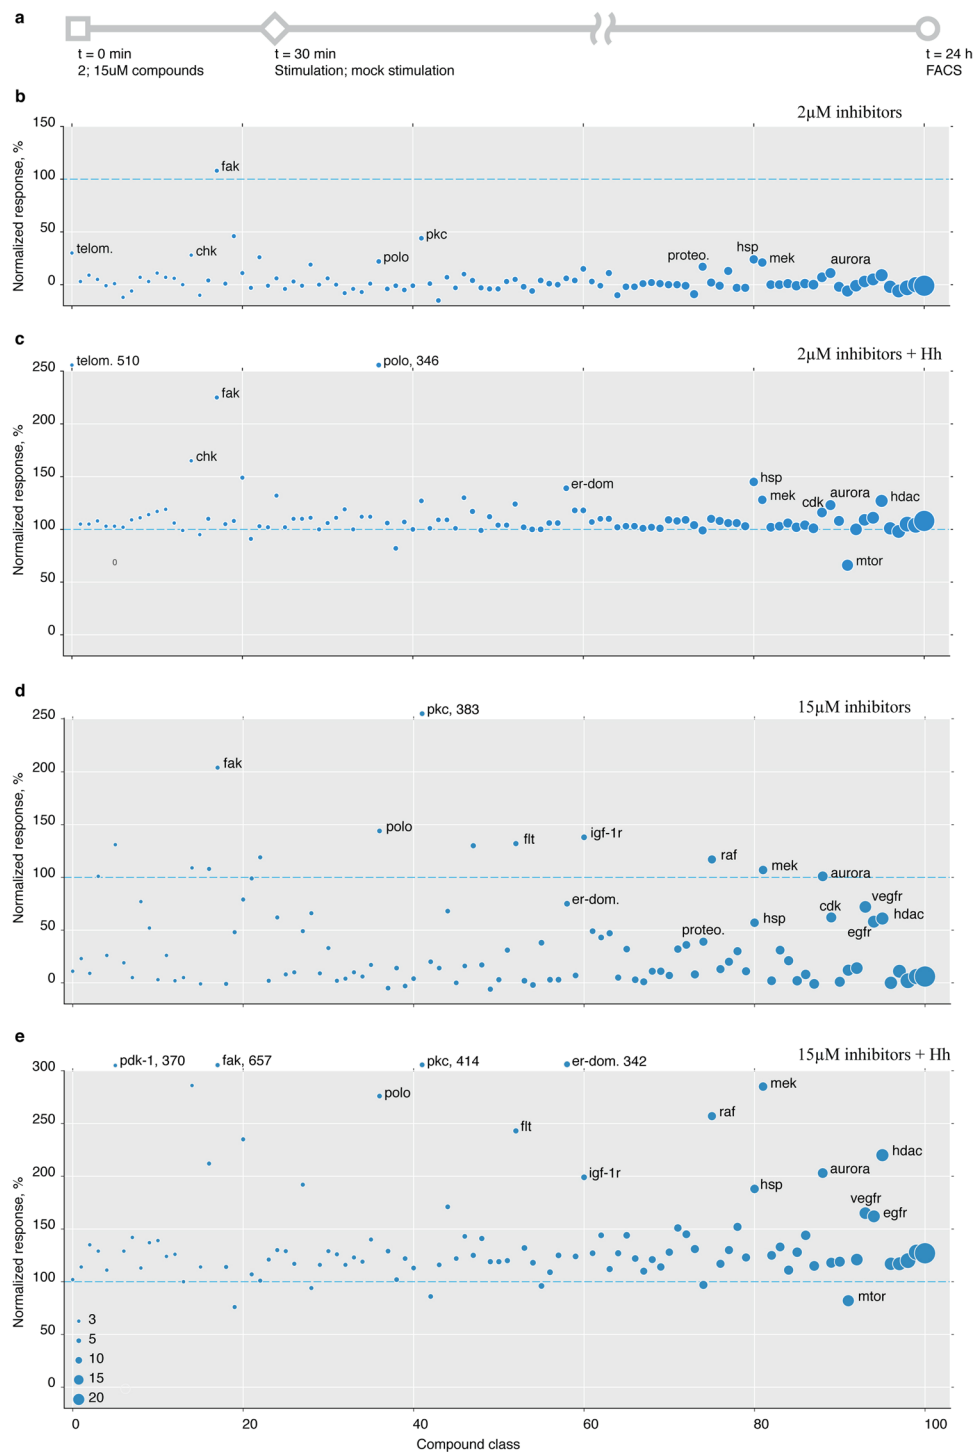 a
t = 0 min
2; 15uM compounds
t = 30 min
Stimulation; mock stimulation
t = 24 h
FACS
b
2µM inhibitors
Normalized response, %
150
100
50
0
telom.
chk
fak
polo
pkc
proteo.
hsp
mek
aurora
c
2µM inhibitors + Hh
Normalized response, %
250
200
150
100
50
0
telom. 510
polo, 346
fak
chk
0
er-dom
hsp
mek
cdk
aurora
hdac
mtor
d
15µM inhibitors
Normalized response, %
250
200
150
100
50
0
pkc, 383
fak
polo
flt
igf-1r
er-dom.
raf
mek
aurora
proteo.
hsp
cdk
vegfr
egfr
hdac
e
15µM inhibitors + Hh
Normalized response, %
300
250
200
150
100
50
0
pdk-1, 370
fak, 657
pkc, 414
er-dom. 342
polo
flt
igf-1r
raf
mek
hsp
aurora
hdac
vegfr
egfr
mtor
3
5
10
15
20
0
20
40
60
80
100
Compound class